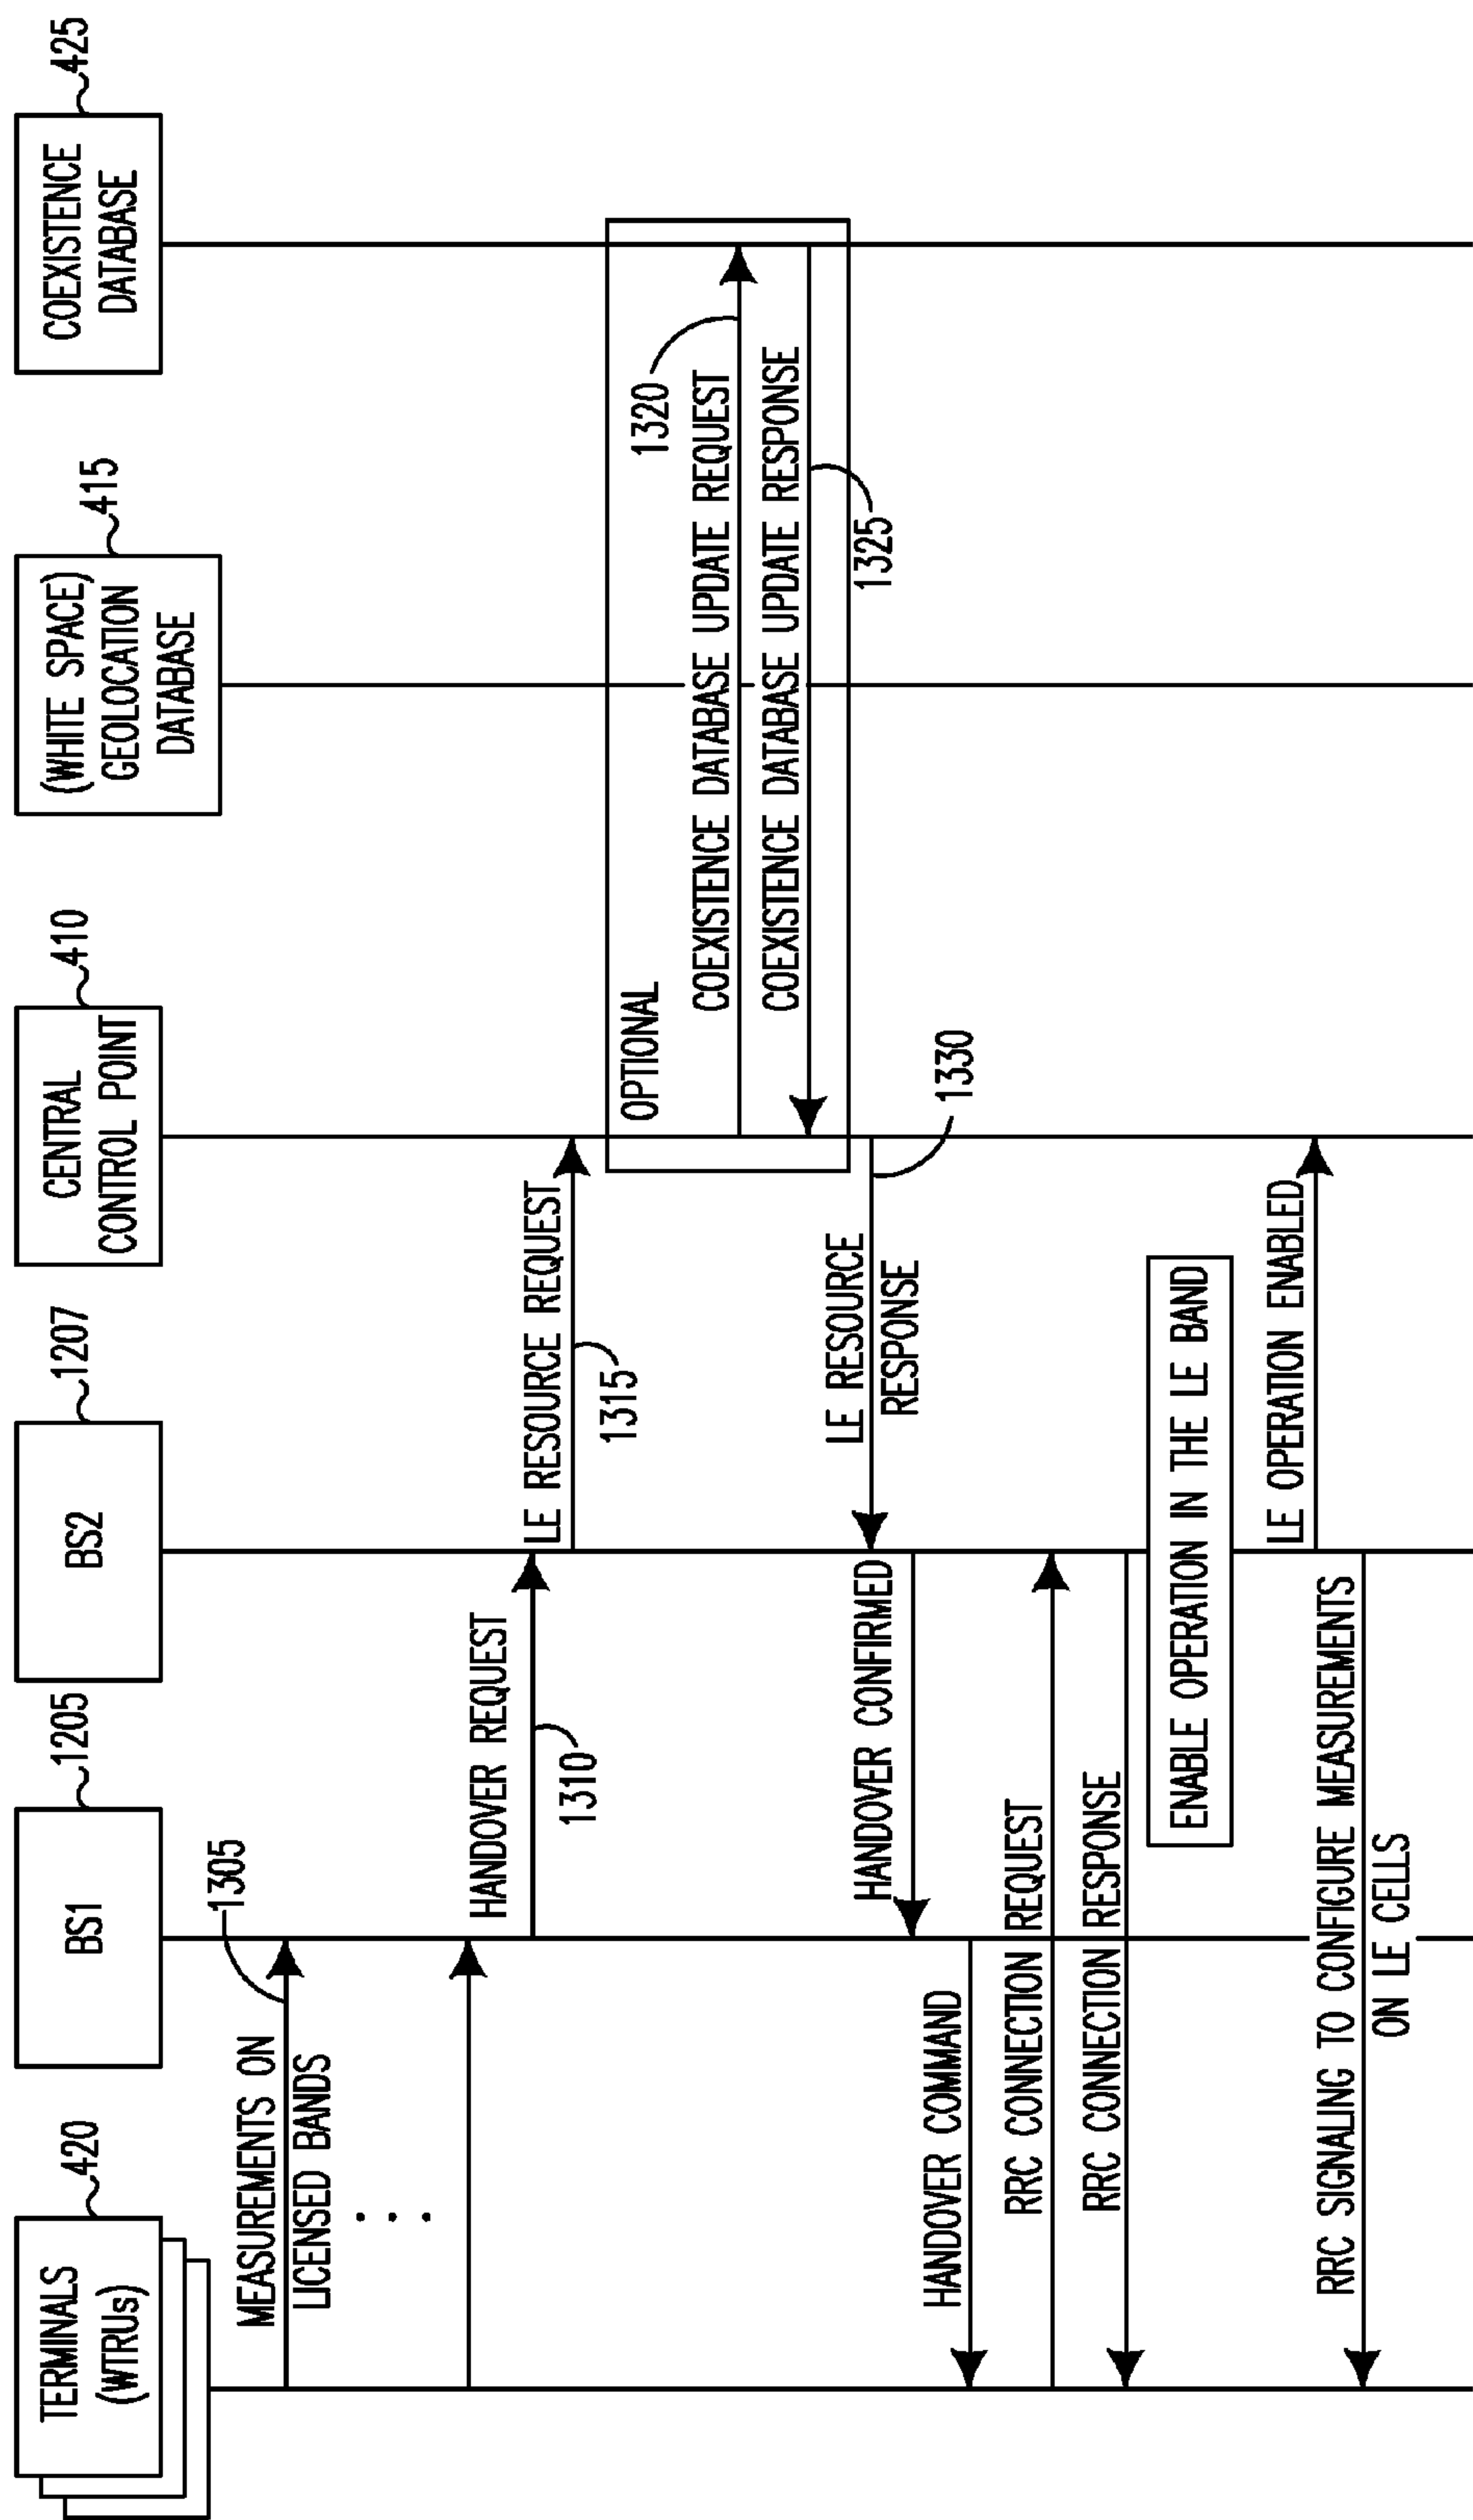 TERMINALS
(WTRUs)
420
BS1
1205
BS2
1207
CENTRAL
CONTROL POINT
410
(WHITE SPACE)
GEOLOCATION
DATABASE
415
COEXISTENCE
DATABASE
425
MEASUREMENTS ON
LICENSED BANDS
1305
. . .
HANDOVER REQUEST
1310
LE RESOURCE REQUEST
1315
OPTIONAL
1320
COEXISTENCE DATABASE UPDATE REQUEST
COEXISTENCE DATABASE UPDATE RESPONSE
1325
LE RESOURCE
RESPONSE
1330
HANDOVER CONFIRMED
HANDOVER COMMAND
RRC CONNECTION REQUEST
RRC CONNECTION RESPONSE
ENABLE OPERATION IN THE LE BAND
LE OPERATION ENABLED
RRC SIGNALING TO CONFIGURE MEASUREMENTS
ON LE CELLS